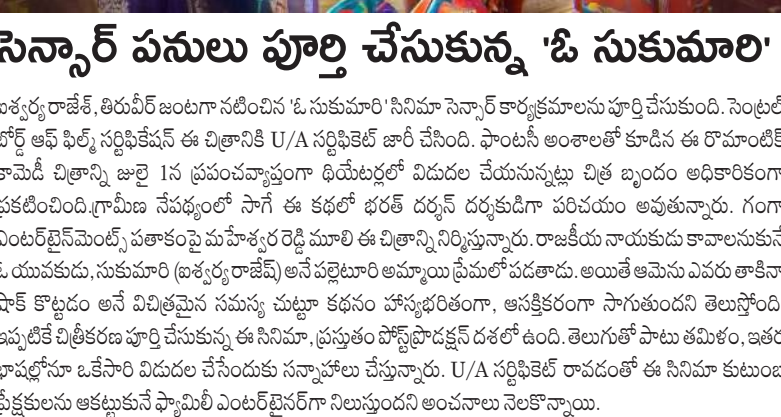 సెన్సార్ పనులు పూర్తి చేసుకున్న 'ఓ సుకుమారి'
ఐశ్వర్య రాజేశ్, తిరువీర్ జంటగా నటించిన 'ఓ సుకుమారి' సినిమా సెన్సార్ కార్యక్రమాలను పూర్తి చేసుకుంది. సెంట్రల్
బోర్డ్ ఆఫ్ ఫిల్మ్ సర్టిఫికేషన్ ఈ చిత్రానికి U/A సర్టిఫికెట్ జారీ చేసింది. ఫాంటసీ అంశాలతో కూడిన ఈ రొమాంటిక్
కామెడీ చిత్రాన్ని జులై 1న ప్రపంచవ్యాప్తంగా థియేటర్లలో విడుదల చేయనున్నట్లు చిత్ర బృందం అధికారికంగా
ప్రకటించింది.గ్రామీణ నేపథ్యంలో సాగే ఈ కథలో భరత్ దర్శన్ దర్శకుడిగా పరిచయం అవుతున్నారు. గంగా
ఎంటర్‌టైన్‌మెంట్స్ పతాకంపై మహేశ్వర రెడ్డి మూలి ఈ చిత్రాన్ని నిర్మిస్తున్నారు. రాజకీయ నాయకుడు కావాలనుకునే
ఓ యువకుడు, సుకుమారి (ఐశ్వర్య రాజేష్) అనే పల్లెటూరి అమ్మాయి ప్రేమలో పడతాడు. అయితే ఆమెను ఎవరు తాకినా
షాక్ కొట్టడం అనే విచిత్రమైన సమస్య చుట్టూ కథనం హాస్యభరితంగా, ఆసక్తికరంగా సాగుతుందని తెలుస్తోంది.
ఇప్పటికే చిత్రీకరణ పూర్తి చేసుకున్న ఈ సినిమా, ప్రస్తుతం పోస్ట్‌ప్రొడక్షన్ దశలో ఉంది. తెలుగుతో పాటు తమిళం, ఇతర
భాషల్లోనూ ఒకేసారి విడుదల చేసేందుకు సన్నాహాలు చేస్తున్నారు. U/A సర్టిఫికెట్ రావడంతో ఈ సినిమా కుటుంబ
ప్రేక్షకులను ఆకట్టుకునే ఫ్యామిలీ ఎంటర్‌టైనర్‌గా నిలుస్తుందని అంచనాలు నెలకొన్నాయి.